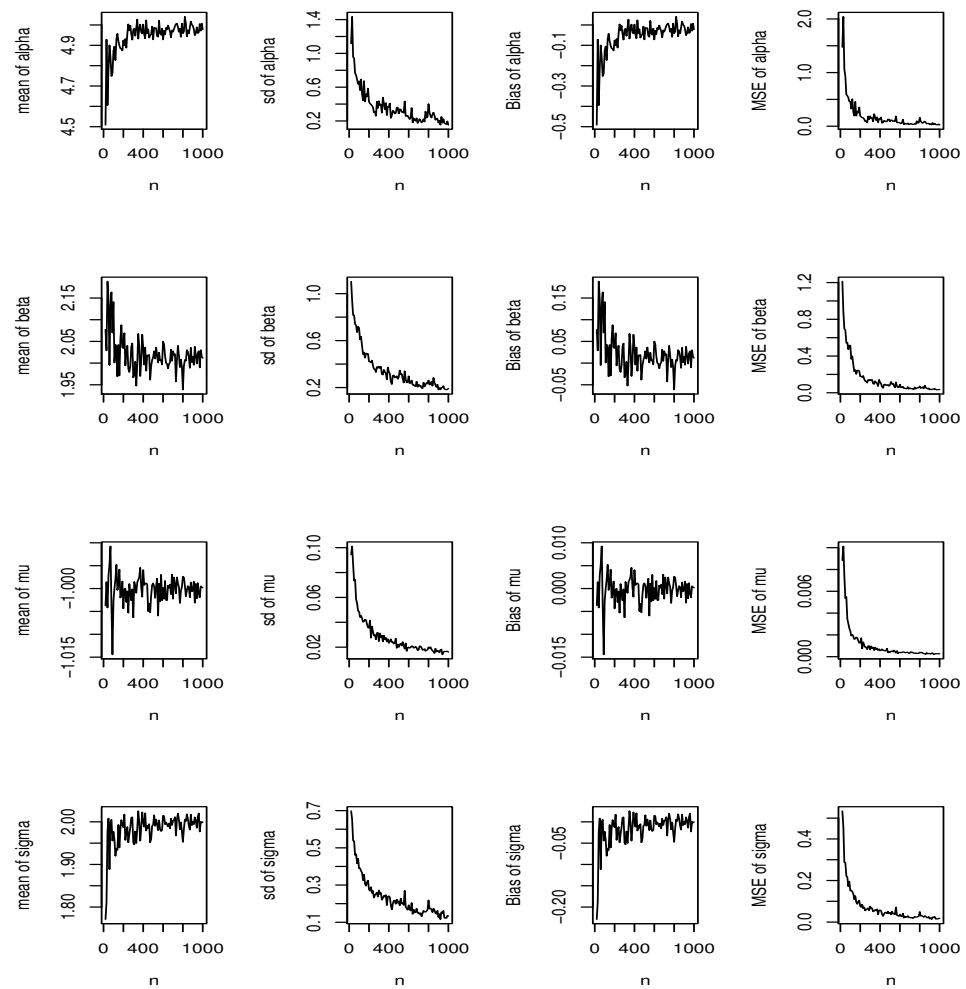 mean of alpha
4.5 4.7 4.9
0 400 1000
n
sd of alpha
0.2 0.6 1.0 1.4
0 400 1000
n
Bias of alpha
−0.5 −0.3 −0.1
0 400 1000
n
MSE of alpha
0.0 1.0 2.0
0 400 1000
n
mean of beta
1.95 2.05 2.15
0 400 1000
n
sd of beta
0.2 0.6 1.0
0 400 1000
n
Bias of beta
−0.05 0.05 0.15
0 400 1000
n
MSE of beta
0.0 0.4 0.8 1.2
0 400 1000
n
mean of mu
−1.015 −1.000
0 400 1000
n
sd of mu
0.02 0.06 0.10
0 400 1000
n
Bias of mu
−0.015 0.000 0.010
0 400 1000
n
MSE of mu
0.000 0.006
0 400 1000
n
mean of sigma
1.80 1.90 2.00
0 400 1000
n
sd of sigma
0.1 0.3 0.5 0.7
0 400 1000
n
Bias of sigma
−0.20 −0.05
0 400 1000
n
MSE of sigma
0.0 0.2 0.4
0 400 1000
n